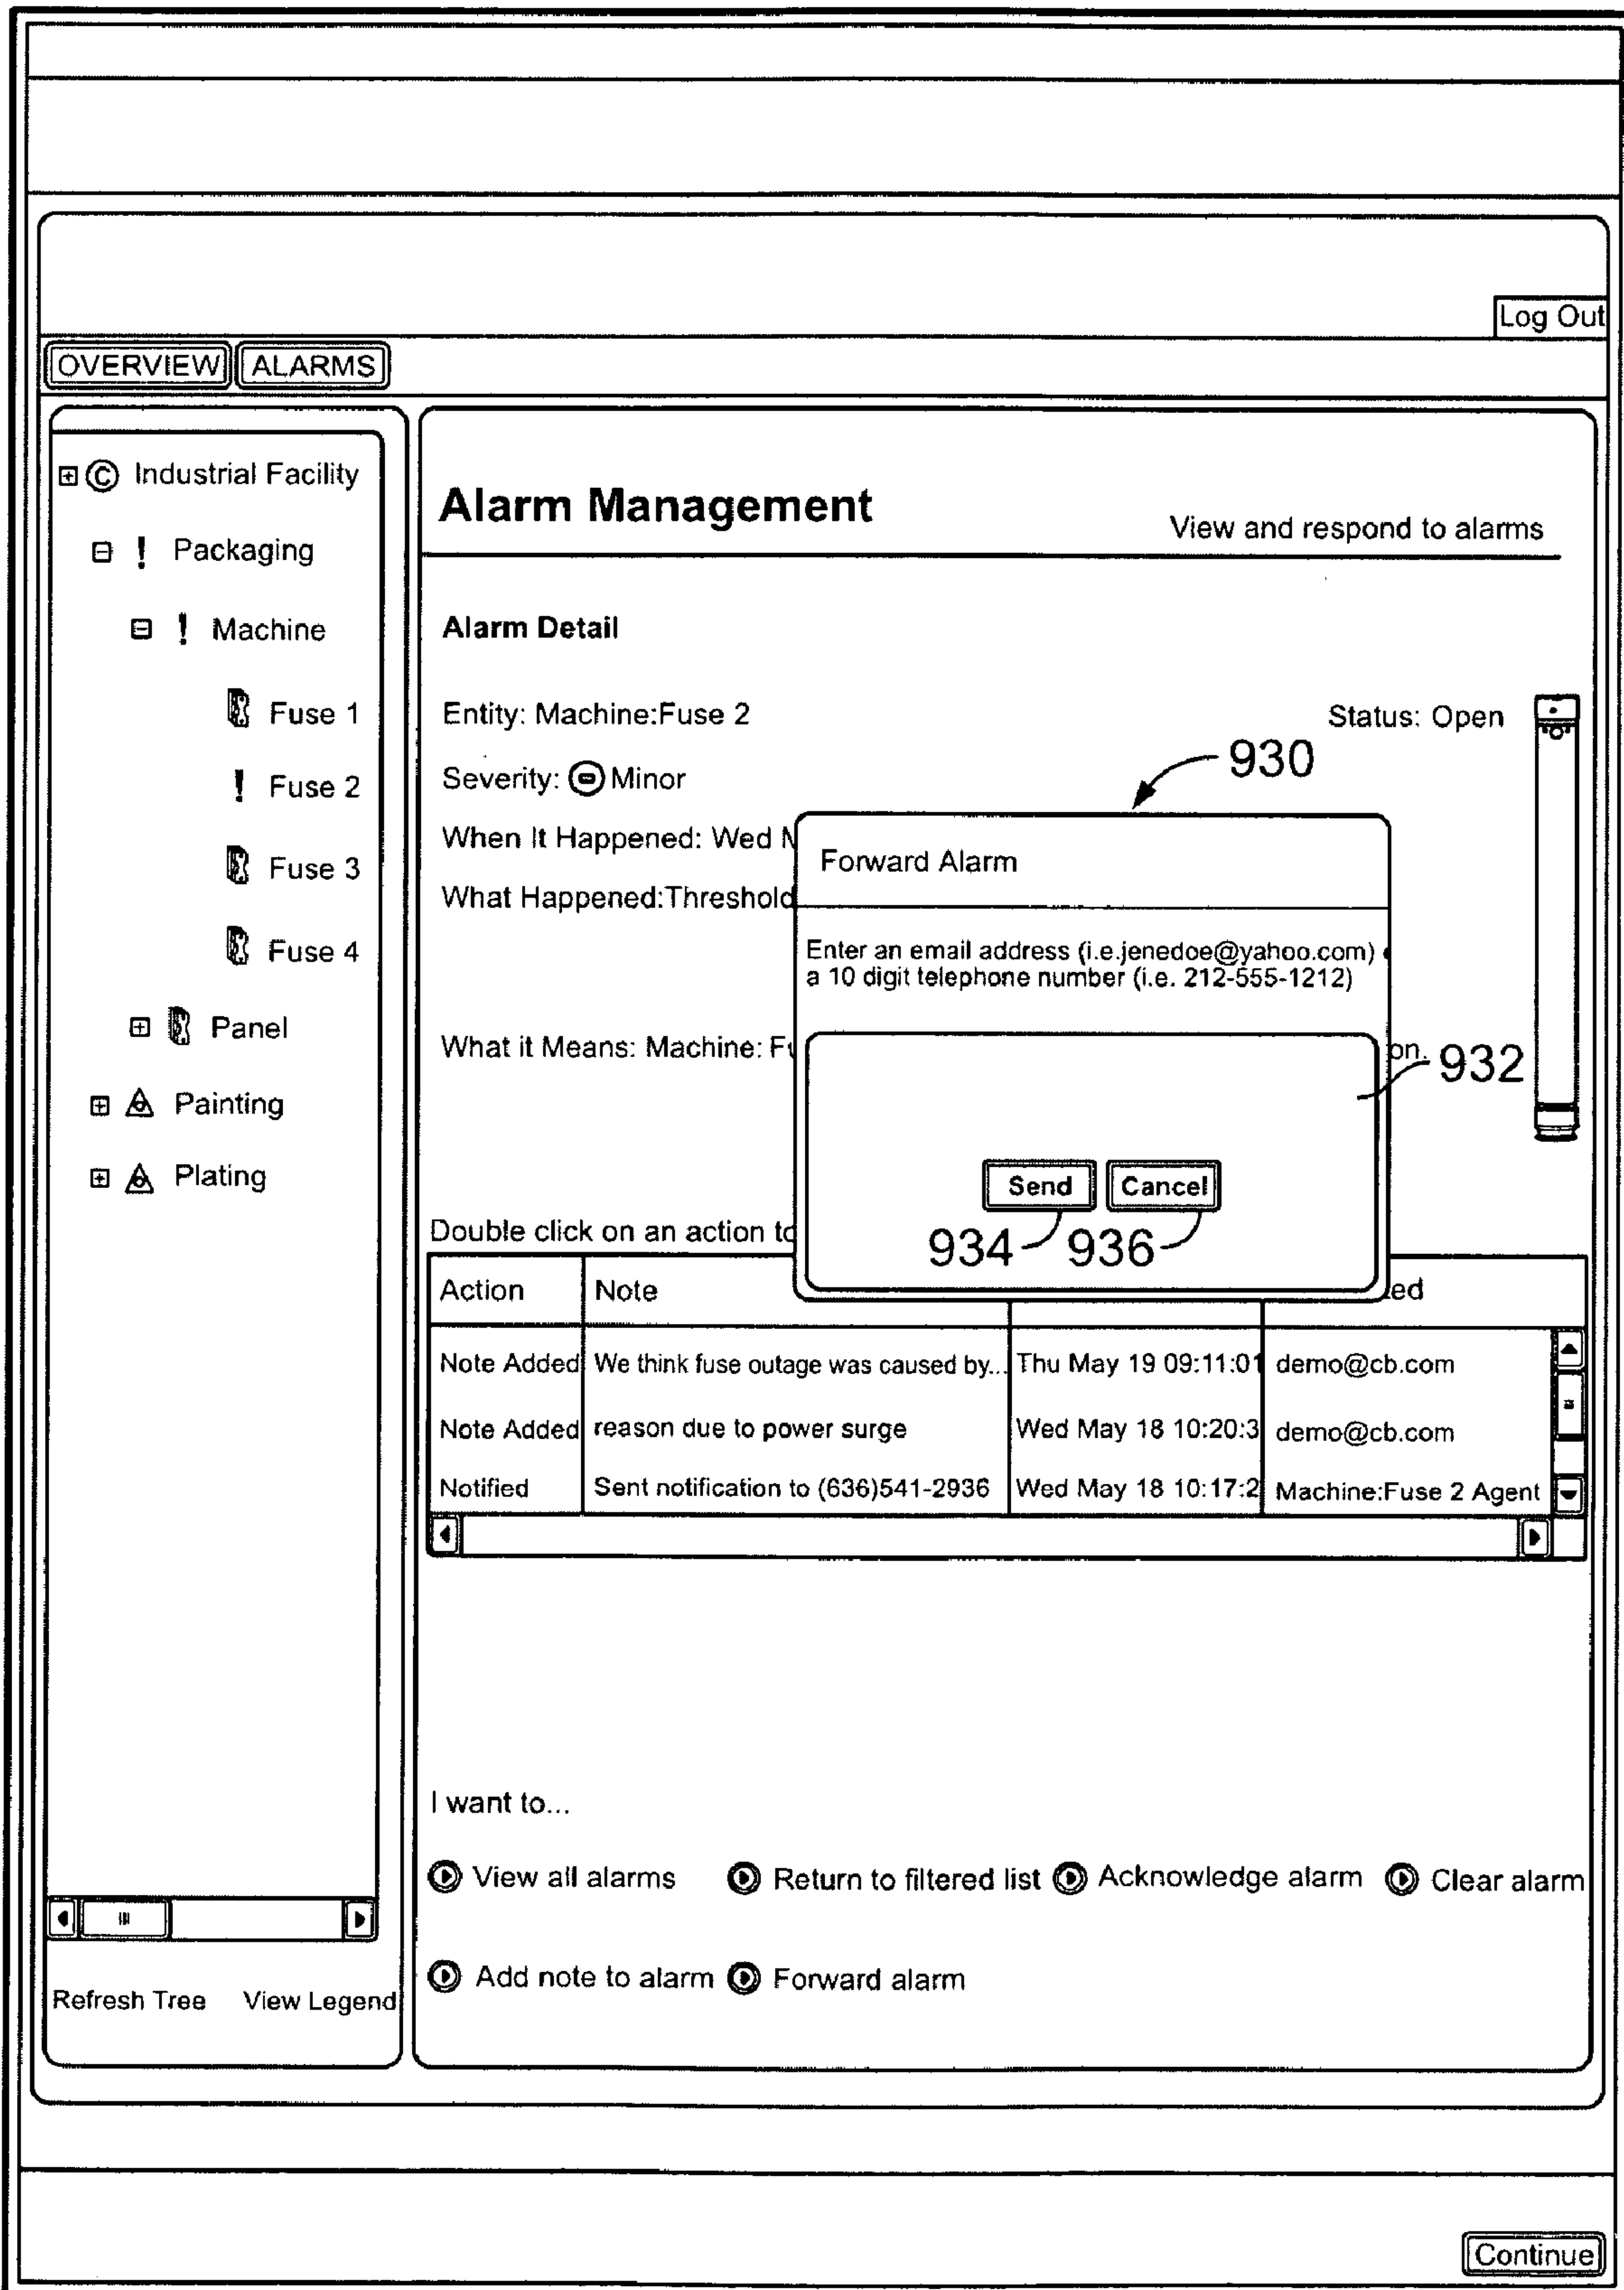 Log Out
OVERVIEW ALARMS
Industrial Facility
Packaging
Machine
Fuse 1
Fuse 2
Fuse 3
Fuse 4
Panel
Painting
Plating
Refresh Tree View Legend
Alarm Management
View and respond to alarms
Alarm Detail
Entity: Machine:Fuse 2
Status: Open
Severity: Minor
When It Happened: Wed
What Happened:Threshold
What it Means: Machine:
on.
930
Forward Alarm
Enter an email address (i.e.jenedoe@yahoo.com)
a 10 digit telephone number (i.e. 212-555-1212)
932
Send Cancel
934 936
Double click on an action to
Action Note ed
Note Added We think fuse outage was caused by... Thu May 19 09:11:01 demo@cb.com
Note Added reason due to power surge Wed May 18 10:20:3 demo@cb.com
Notified Sent notification to (636)541-2936 Wed May 18 10:17:2 Machine:Fuse 2 Agent
I want to...
View all alarms Return to filtered list Acknowledge alarm Clear alarm
Add note to alarm Forward alarm
Continue